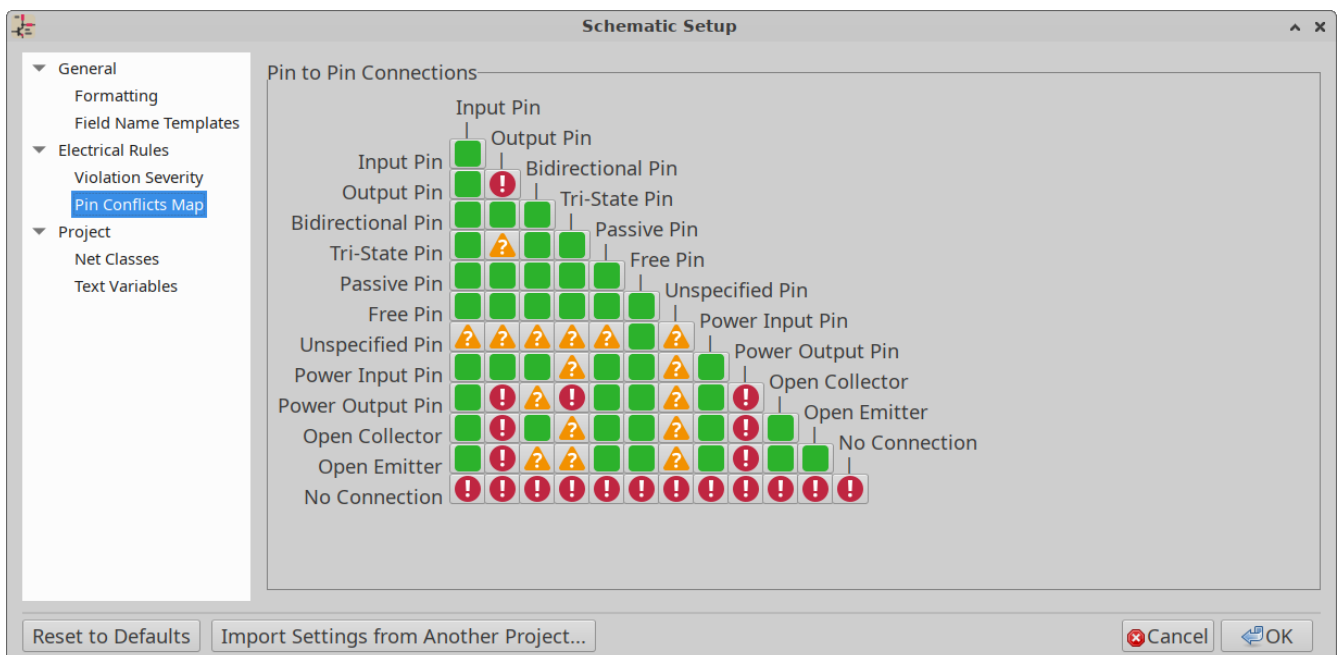 Schematic Setup
General
Formatting
Field Name Templates
Electrical Rules
Violation Severity
Pin Conflicts Map
Project
Net Classes
Text Variables
Pin to Pin Connections
Input Pin
Output Pin
Input Pin
Bidirectional Pin
Output Pin
Tri-State Pin
Bidirectional Pin
Passive Pin
Tri-State Pin
Free Pin
Passive Pin
Unspecified Pin
Free Pin
Power Input Pin
Unspecified Pin
Power Output Pin
Power Input Pin
Open Collector
Power Output Pin
Open Emitter
Open Collector
No Connection
Open Emitter
No Connection
Reset to Defaults
Import Settings from Another Project...
Cancel
OK